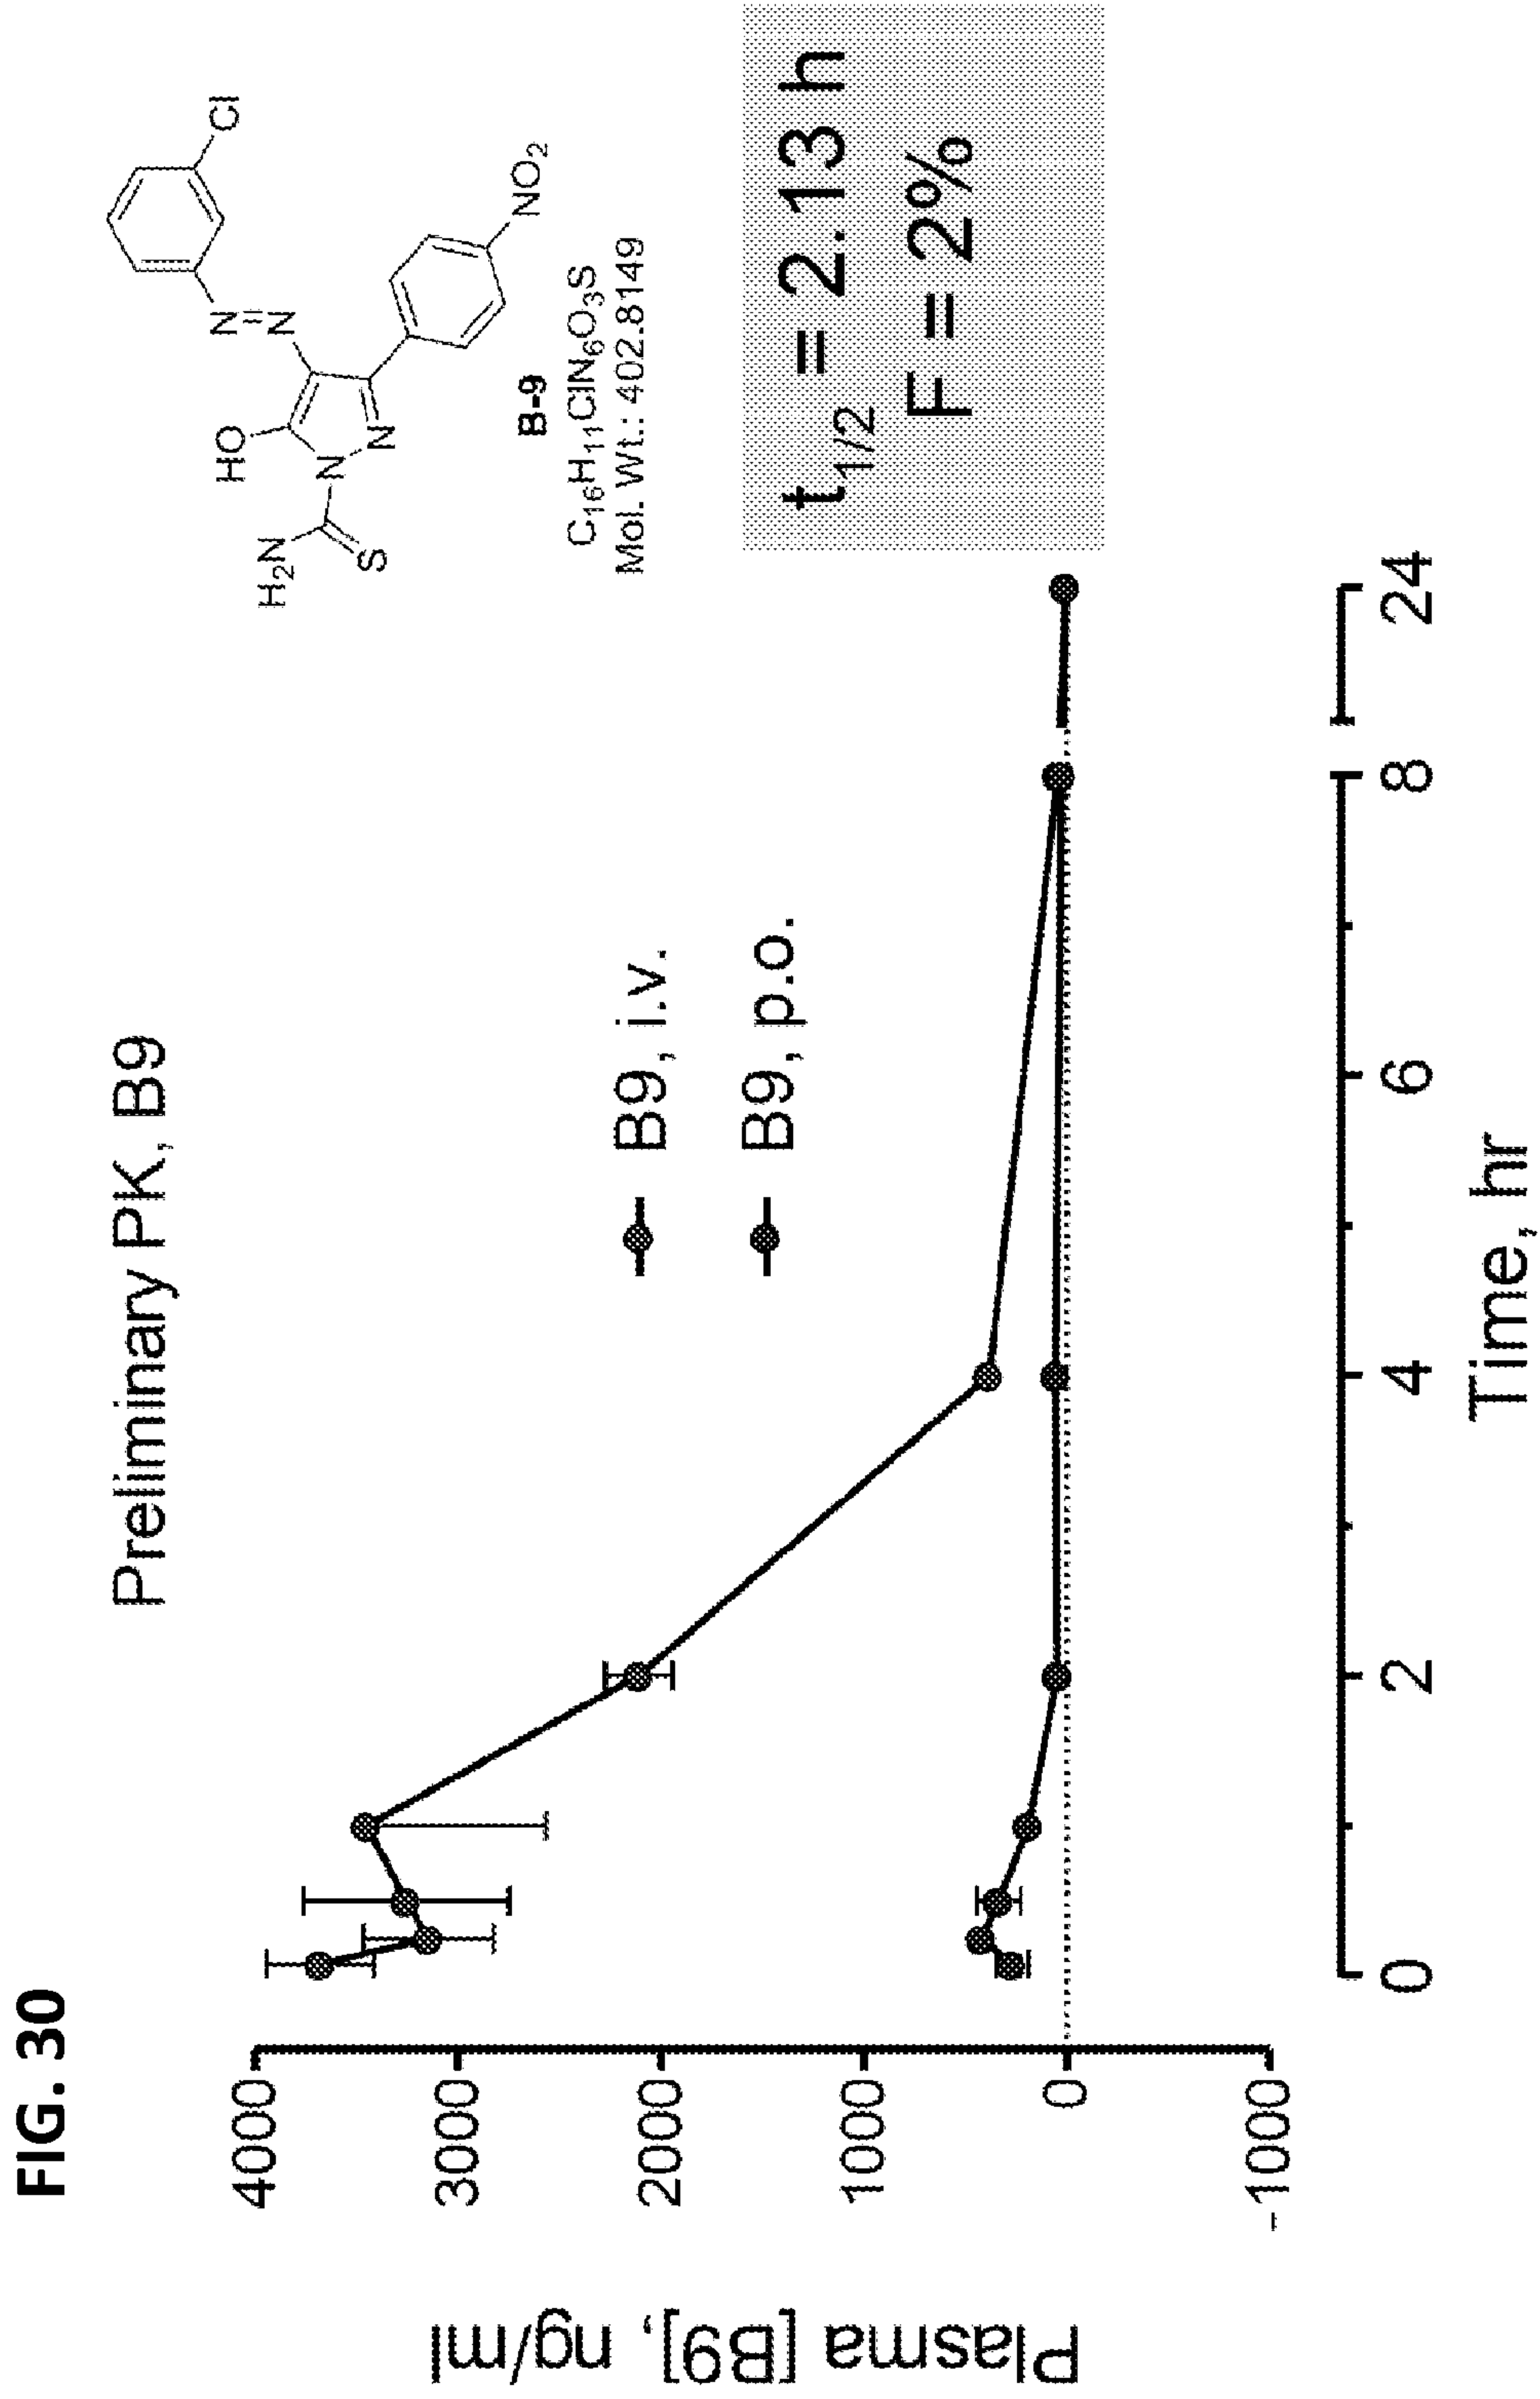 FIG. 30
Preliminary PK, B9
Plasma [B9], ng/ml
4000
3000
2000
1000
0
-1000
B9, i.v.
B9, p.o.
0
2
4
6
8
24
Time, hr
Cl
N=N
HO
H₂N
S
N
N
NO₂
B-9
C₁₆H₁₁ClN₆O₃S
Mol. Wt.: 402.8149
t₁/₂ = 2.13 h
F = 2%